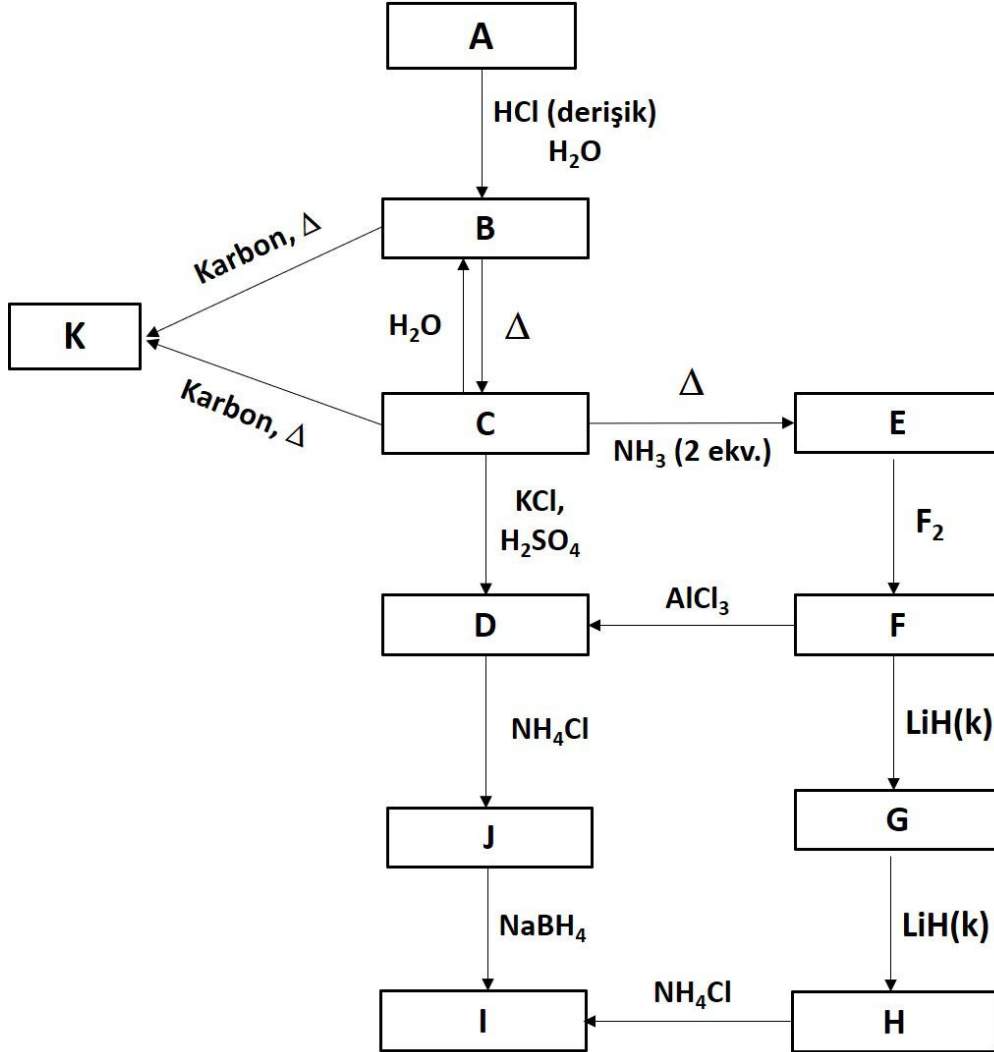 A
HCl (derişik)
H₂O
B
Karbon, Δ
K
H₂O
Δ
Karbon, Δ
C
Δ
NH₃ (2 ekv.)
E
KCl,
H₂SO₄
F₂
D
AlCl₃
F
NH₄Cl
LiH(k)
J
G
NaBH₄
LiH(k)
I
NH₄Cl
H